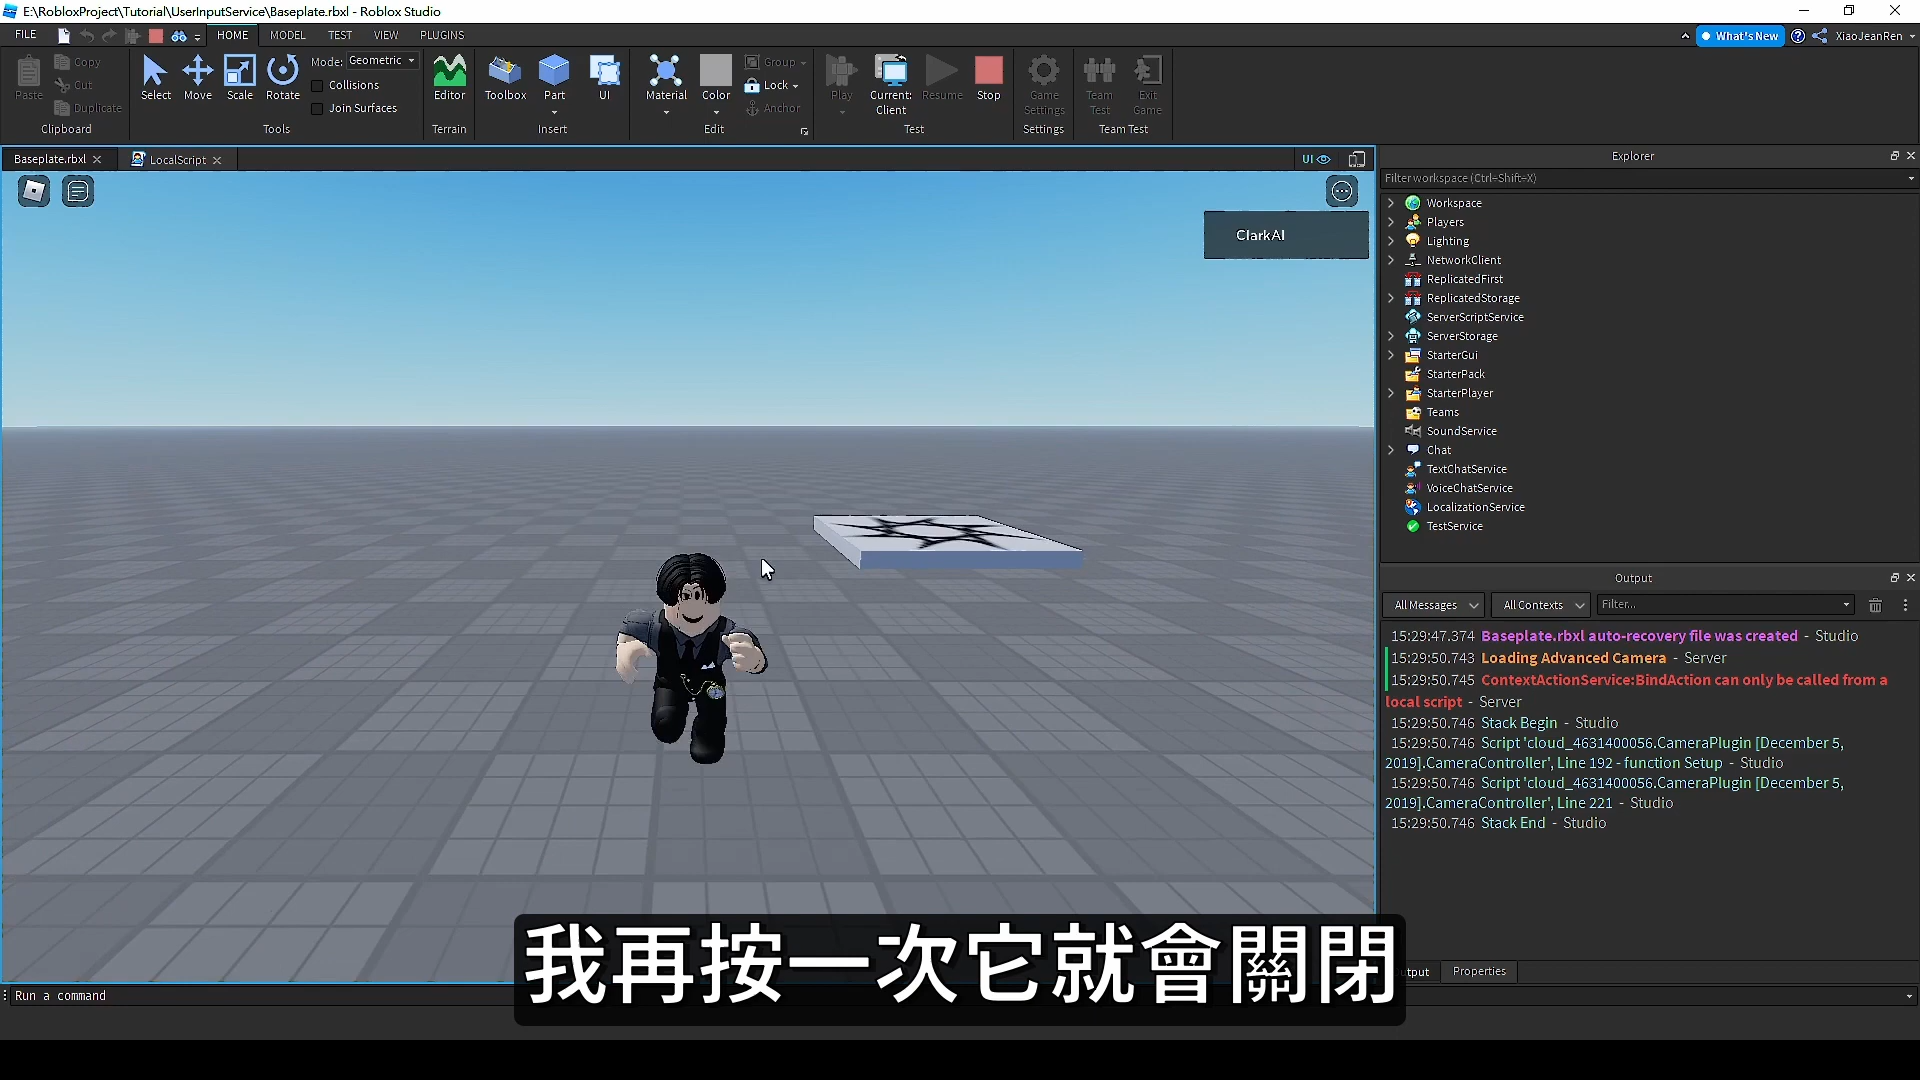 E:\RobloxProject\Tutorial\UserInputService\Baseplate.rbxl - Roblox Studio
FILE HOME MODEL TEST VIEW PLUGINS What's New XiaoJeanRen
Paste Copy Cut Duplicate
Select Move Scale Rotate
Mode: Geometric
Collisions
Join Surfaces
Editor Toolbox Part UI
Material Color
Group
Lock
Anchor
Play Current: Client Resume Stop
Game Settings
Team Test
Exit Game
Clipboard Tools Terrain Insert Edit Test Settings Team Test
Baseplate.rbxl LocalScript UI
ClarkAI
Explorer
Filter workspace (Ctrl+Shift+X)
Workspace
Players
Lighting
NetworkClient
ReplicatedFirst
ReplicatedStorage
ServerScriptService
ServerStorage
StarterGui
StarterPack
StarterPlayer
Teams
SoundService
Chat
TextChatService
VoiceChatService
LocalizationService
TestService
Output
All Messages All Contexts Filter...
15:29:47.374 Baseplate.rbxl auto-recovery file was created - Studio
15:29:50.743 Loading Advanced Camera - Server
15:29:50.745 ContextActionService:BindAction can only be called from a
local script - Server
15:29:50.746 Stack Begin - Studio
15:29:50.746 Script 'cloud_4631400056.CameraPlugin [December 5,
2019].CameraController', Line 192 - function Setup - Studio
15:29:50.746 Script 'cloud_4631400056.CameraPlugin [December 5,
2019].CameraController', Line 221 - Studio
15:29:50.746 Stack End - Studio
我再按一次它就會關閉
utput Properties
Run a command